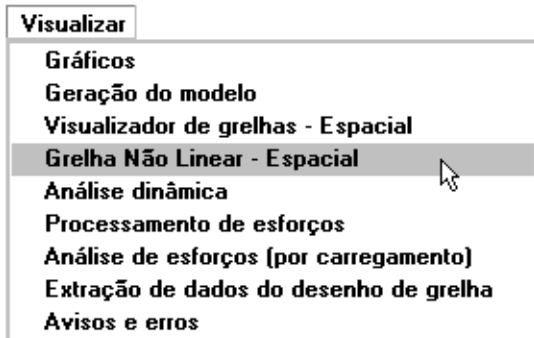 Visualizar
Gráficos
Geração do modelo
Visualizador de grelhas - Espacial
Grelha Não Linear - Espacial
Análise dinâmica
Processamento de esforços
Análise de esforços (por carregamento)
Extração de dados do desenho de grelha
Avisos e erros